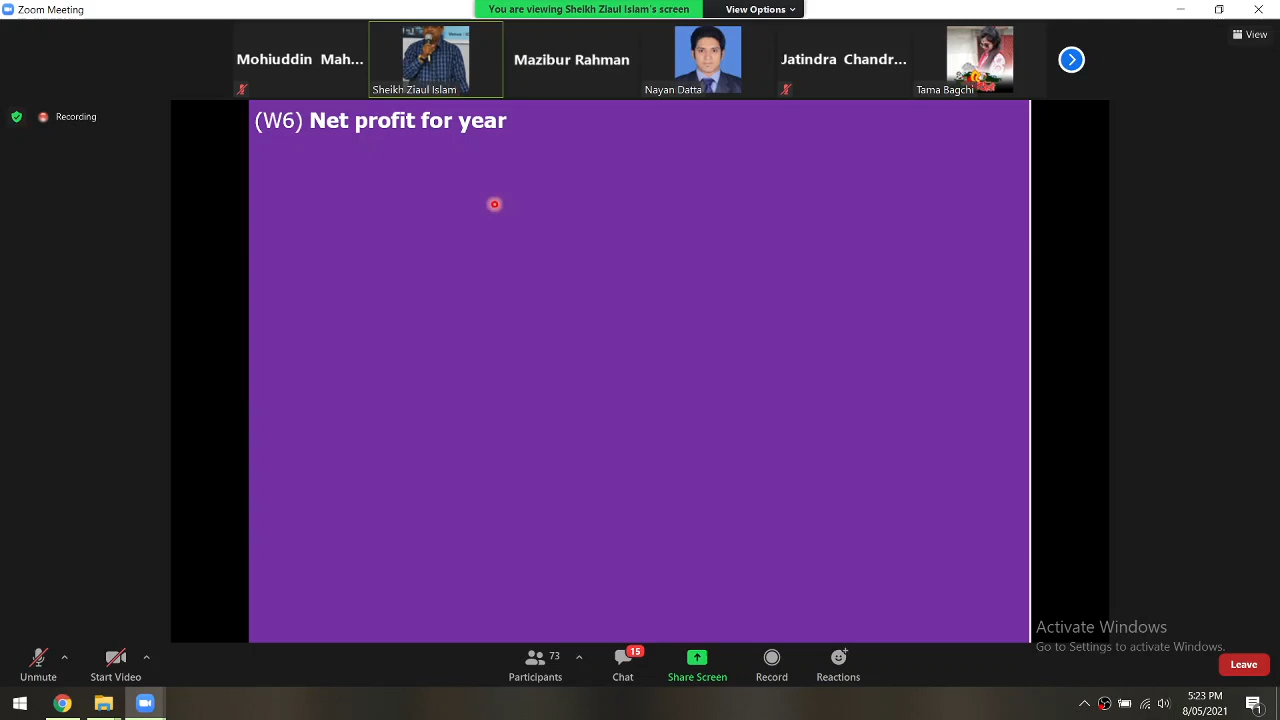 Zoom Meeting
You are viewing Sheikh Ziaul Islam's screen
View Options
Mohiuddin Mah...
Sheikh Ziaul Islam
Mazibur Rahman
Nayan Datta
Jatindra Chandr...
Tama Bagchi
View
Recording
(W6) Net profit for year
Activate Windows
Go to Settings to activate Windows.
Unmute
Start Video
73
Participants
15
Chat
Share Screen
Record
Reactions
Leave
5:23 PM
8/05/2021
1